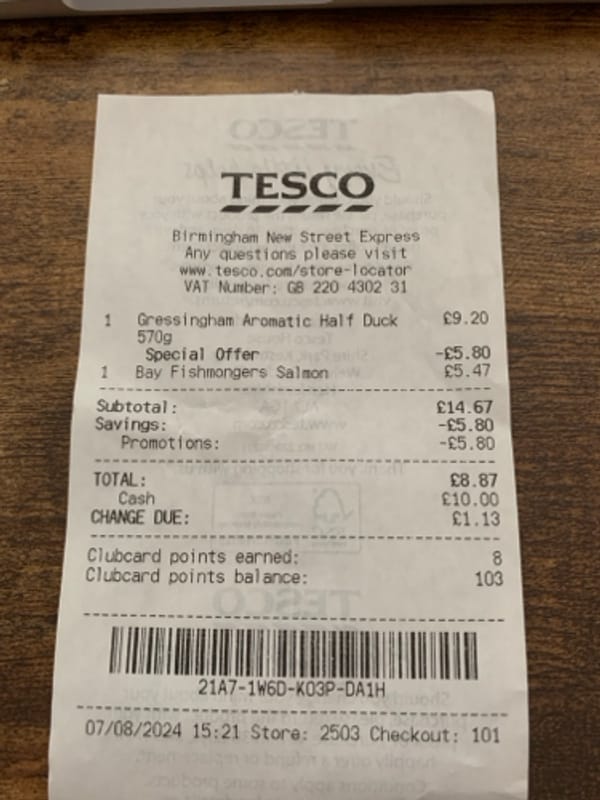 TESCO
Birmingham New Street Express
Any questions please visit
www.tesco.com/store-locator
VAT Number: GB 220 4302 31
1 Gressingham Aromatic Half Duck £9.20
570g
Special Offer -£5.80
1 Bay Fishmongers Salmon £5.47
Subtotal: £14.67
Savings: -£5.80
Promotions: -£5.80
TOTAL: £8.87
Cash £10.00
CHANGE DUE: £1.13
Clubcard points earned: 8
Clubcard points balance: 103
21A7-1W6D-K03P-DA1H
07/08/2024 15:21 Store: 2503 Checkout: 101